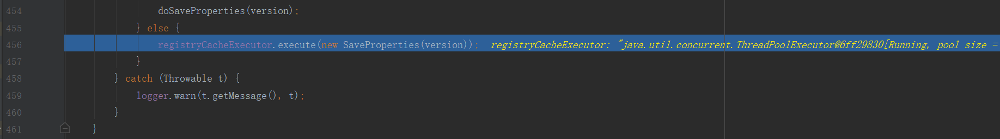 454 doSaveProperties(version);
455 } else {
456 registryCacheExecutor.execute(new SaveProperties(version)); registryCacheExecutor: "java.util.concurrent.ThreadPoolExecutor@6ff29830[Running, pool size =
457 }
458 } catch (Throwable t) {
459 logger.warn(t.getMessage(), t);
460 }
461 }